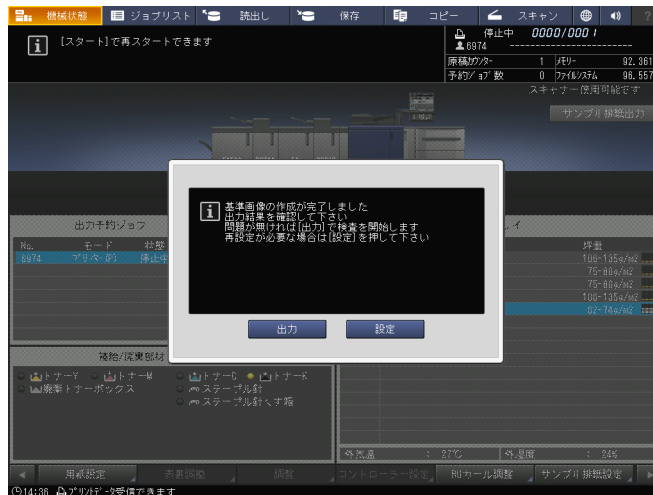 機械状態
ジョブリスト
読出し
保存
コピー
スキャン
[スタート]で再スタートできます
停止中 0000/0001
6974
原稿カウンター 1 メモリー 92.361
予約ジョブ数 0 ファイルシステム 96.557
スキャナー使用可能です
サンプル排紙出力
基準画像の作成が完了しました
出力結果を確認して下さい
問題が無ければ[出力]で検査を開始します
再設定が必要な場合は[設定]を押して下さい
出力
設定
出力予約ジョブ
No. モード 状態
6974 プリンター(P) 停止中
坪量
106-135g/m2
75-80g/m2
75-80g/m2
106-135g/m2
62-74g/m2
トナーY トナーM トナーC トナーK
廃棄トナーボックス ステープル針
ステープル針くず箱
外気温 : 27℃ 外湿度 : 24%
用紙設定
表裏調整
調整
コントローラー設定
RUカール調整
サンプル排紙設定
14:36 プリントデータ受信できます